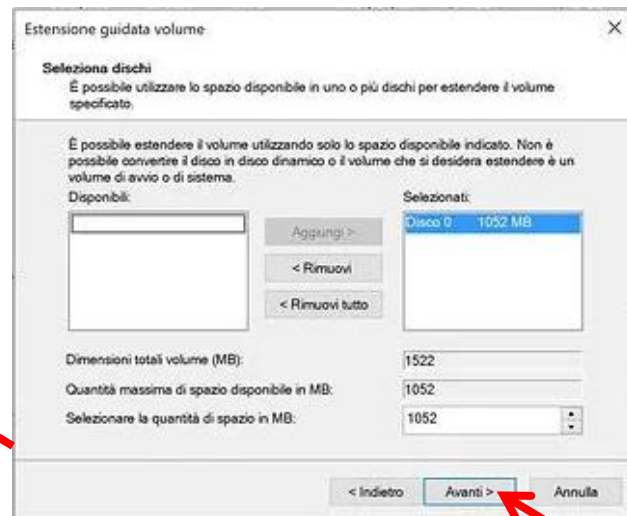 Estensione guidata volume
Seleziona dischi
È possibile utilizzare lo spazio disponibile in uno o più dischi per estendere il volume
specificato.
È possibile estendere il volume utilizzando solo lo spazio disponibile indicato. Non è
possibile convertire il disco in disco dinamico o il volume che si desidera estendere è un
volume di avvio o di sistema.
Disponibili:
Selezionati:
Aggiungi >
Disco 0 1052 MB
< Rimuovi
< Rimuovi tutto
Dimensioni totali volume (MB): 1522
Quantità massima di spazio disponibile in MB: 1052
Selezionare la quantità di spazio in MB: 1052
< Indietro Avanti > Annulla